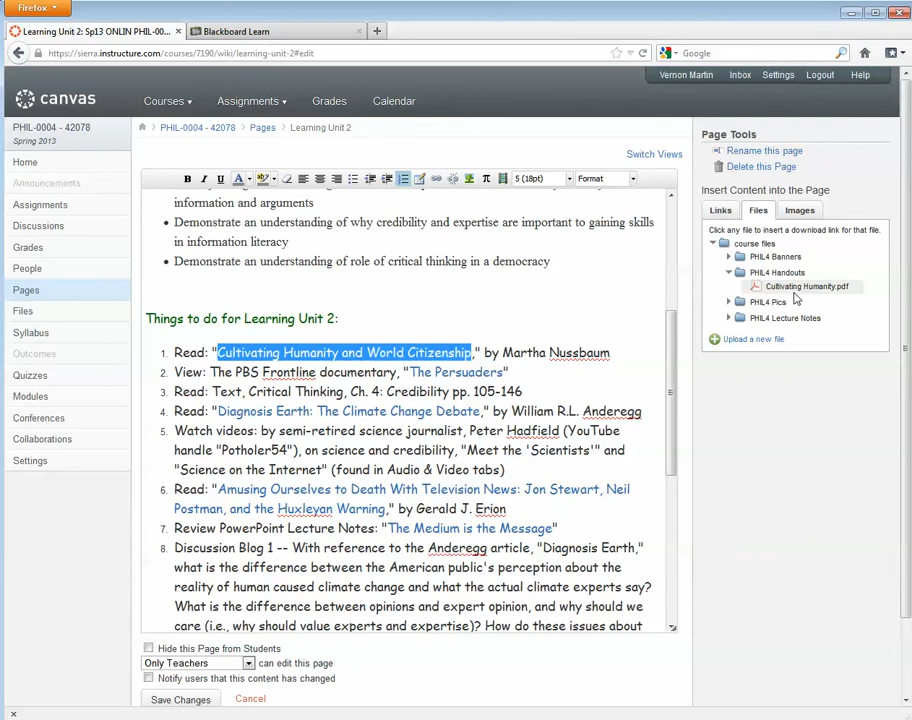 Firefox
Learning Unit 2: Sp13 ONLIN PHIL-00...
Blackboard Learn
https://sierra.instructure.com/courses/7190/wiki/learning-unit-2#edit
Google
Vernon Martin Inbox Settings Logout Help
canvas
Courses Assignments Grades Calendar
PHIL-0004 - 42078
Spring 2013
PHIL-0004 - 42078 Pages Learning Unit 2
Home
Announcements
Assignments
Discussions
Grades
People
Pages
Files
Syllabus
Outcomes
Quizzes
Modules
Conferences
Collaborations
Settings
Switch Views
B I U A 5 (18pt) Format
information and arguments
Demonstrate an understanding of why credibility and expertise are important to gaining skills
in information literacy
Demonstrate an understanding of role of critical thinking in a democracy
Things to do for Learning Unit 2:
1. Read: "Cultivating Humanity and World Citizenship," by Martha Nussbaum
2. View: The PBS Frontline documentary, "The Persuaders"
3. Read: Text, Critical Thinking, Ch. 4: Credibility pp. 105-146
4. Read: "Diagnosis Earth: The Climate Change Debate," by William R.L. Anderegg
5. Watch videos: by semi-retired science journalist, Peter Hadfield (YouTube
handle "Potholer54"), on science and credibility, "Meet the 'Scientists'" and
"Science on the Internet" (found in Audio & Video tabs)
6. Read: "Amusing Ourselves to Death With Television News: Jon Stewart, Neil
Postman, and the Huxleyan Warning," by Gerald J. Erion
7. Review PowerPoint Lecture Notes: "The Medium is the Message"
8. Discussion Blog 1 -- With reference to the Anderegg article, "Diagnosis Earth,"
what is the difference between the American public's perception about the
reality of human caused climate change and what the actual climate experts say?
What is the difference between opinions and expert opinion, and why should we
care (i.e., why should value experts and expertise)? How do these issues about
Hide this Page from Students
Only Teachers can edit this page
Notify users that this content has changed
Save Changes Cancel
Page Tools
Rename this page
Delete this Page
Insert Content into the Page
Links Files Images
Click any file to insert a download link for that file.
course files
PHIL4 Banners
PHIL4 Handouts
Cultivating Humanity.pdf
PHIL4 Pics
PHIL4 Lecture Notes
Upload a new file